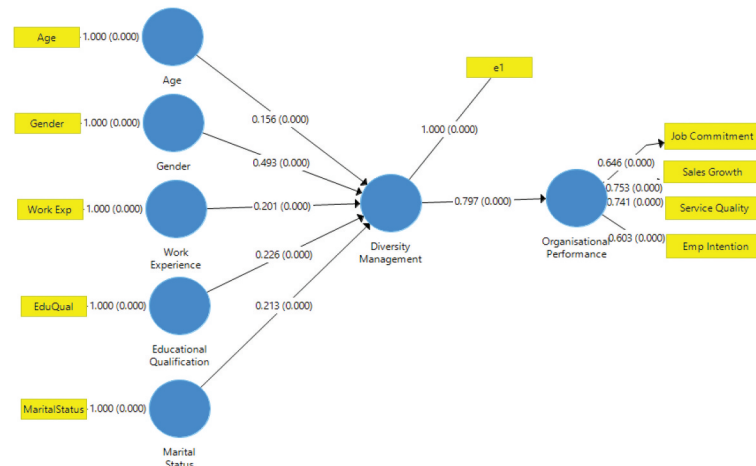 Age
1.000 (0.000)
Age
0.156 (0.000)
e1
Gender
1.000 (0.000)
Gender
0.493 (0.000)
1.000 (0.000)
Job Commitment
0.646 (0.000)
Sales Growth
0.753 (0.000)
0.741 (0.000)
Service Quality
0.603 (0.000)
Emp Intention
Work Exp
1.000 (0.000)
0.201 (0.000)
0.797 (0.000)
Work
Experience
Diversity
Management
Organisational
Performance
0.226 (0.000)
EduQual
1.000 (0.000)
0.213 (0.000)
Educational
Qualification
MaritalStatus
1.000 (0.000)
Marital
Status